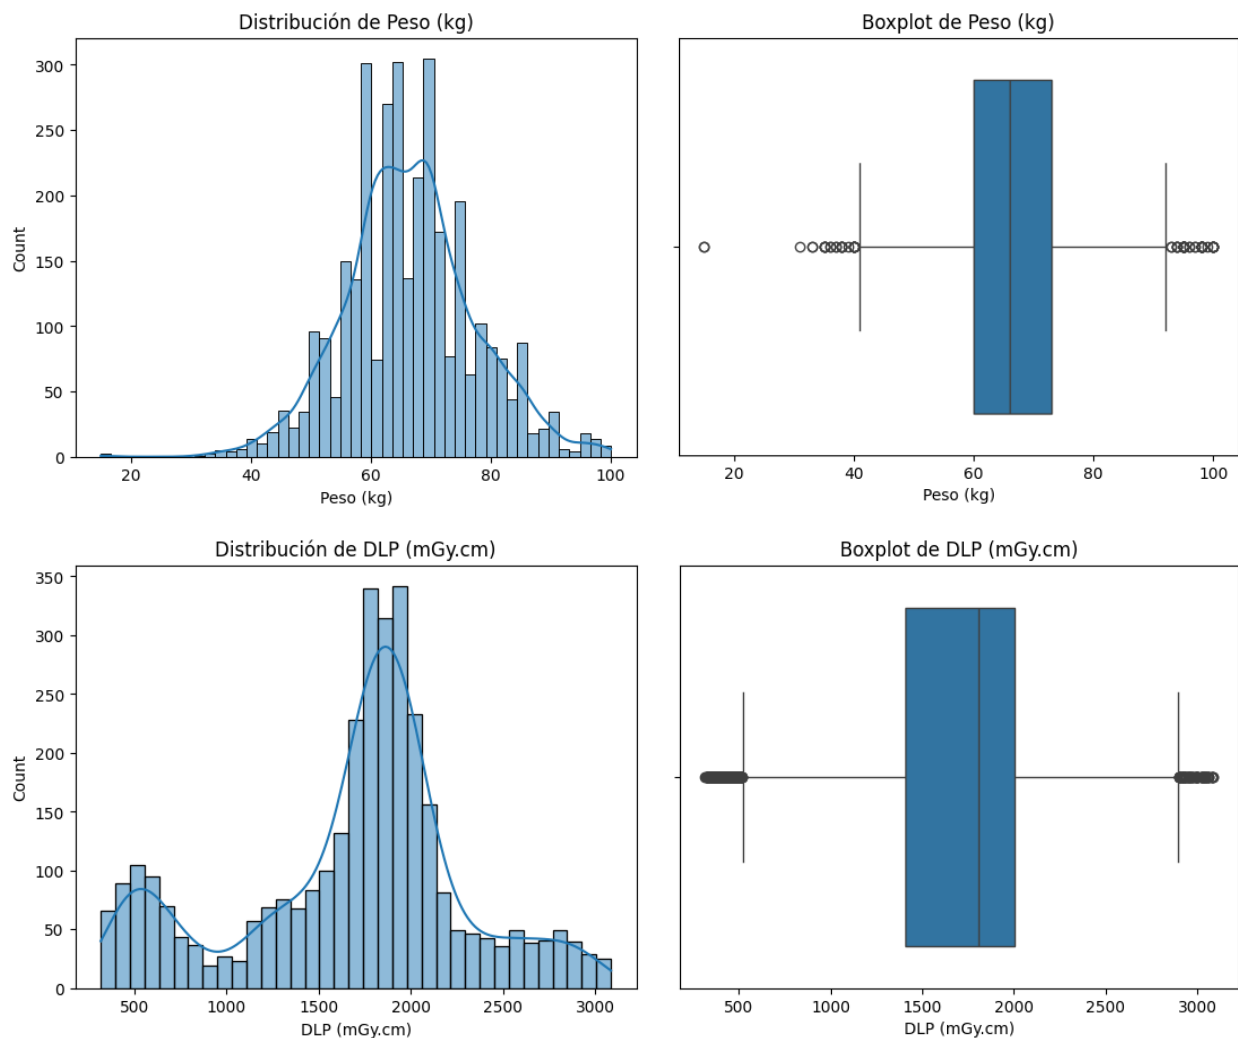 Distribución de Peso (kg)
Boxplot de Peso (kg)
300
250
200
150
100
50
0
Count
20 40 60 80 100
Peso (kg)
20 40 60 80 100
Peso (kg)
Distribución de DLP (mGy.cm)
Boxplot de DLP (mGy.cm)
350
300
250
200
150
100
50
0
Count
500 1000 1500 2000 2500 3000
DLP (mGy.cm)
500 1000 1500 2000 2500 3000
DLP (mGy.cm)